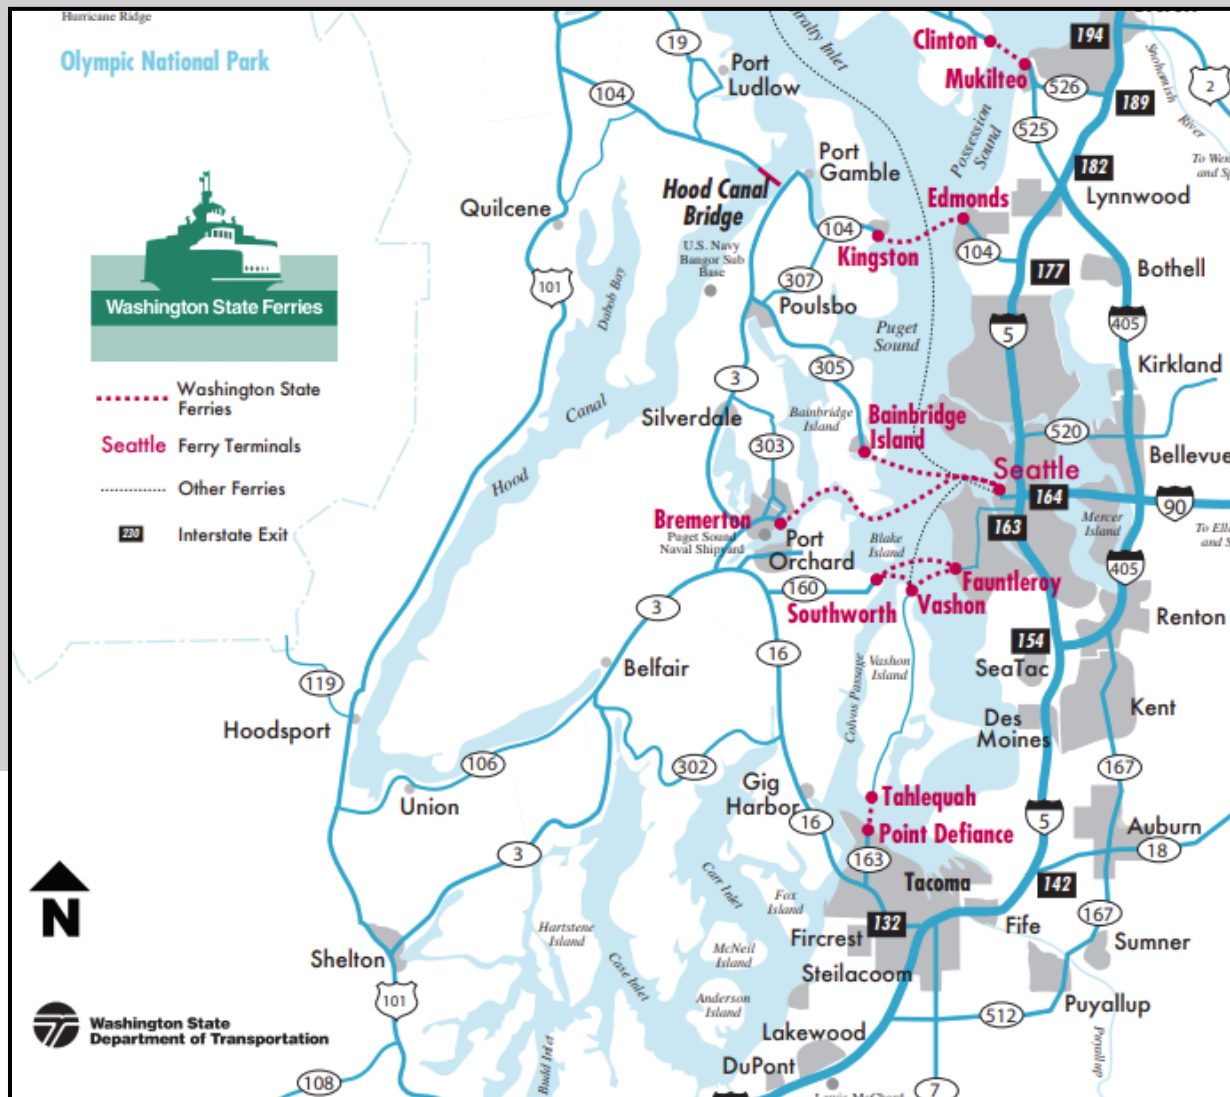 Hurricane Ridge
Olympic National Park
Washington State Ferries
Washington State
Ferries
Seattle Ferry Terminals
Other Ferries
230 Interstate Exit
N
Washington State
Department of Transportation
19
Port
Ludlow
104
Clinton
Mukilteo
194
526
189
2
Snohomish
River
525
Possession
Sound
182
Lynnwood
Port
Gamble
Hood Canal
Bridge
Quilcene
U.S. Navy
Bangor Sub
Base
104
Kingston
Edmonds
104
177
Bothell
101
Dabob Bay
307
Poulsbo
Puget
Sound
5
405
Kirkland
305
3
Silverdale
Bainbridge
Island
Bainbridge
Island
303
520
Hood
Canal
Seattle
Bellevue
164
90
163
Mercer
Island
Bremerton
Puget Sound
Naval Shipyard
Port
Orchard
Blake
Island
405
160
Southworth
Vashon
Fauntleroy
Renton
3
154
16
SeaTac
Belfair
Vashon
Island
Colvos Passage
119
Hoodsport
Des
Moines
Kent
106
302
167
Union
Gig
Harbor
Tahlequah
Point Defiance
16
5
Auburn
18
3
163
Tacoma
142
Carr Inlet
Fox
Island
132
Fife
167
Sumner
Hartstene
Island
Fircrest
McNeil
Island
Shelton
Case Inlet
Steilacoom
101
Anderson
Island
Puyallup
512
Lakewood
DuPont
Budd Inlet
Puyallup
108
7